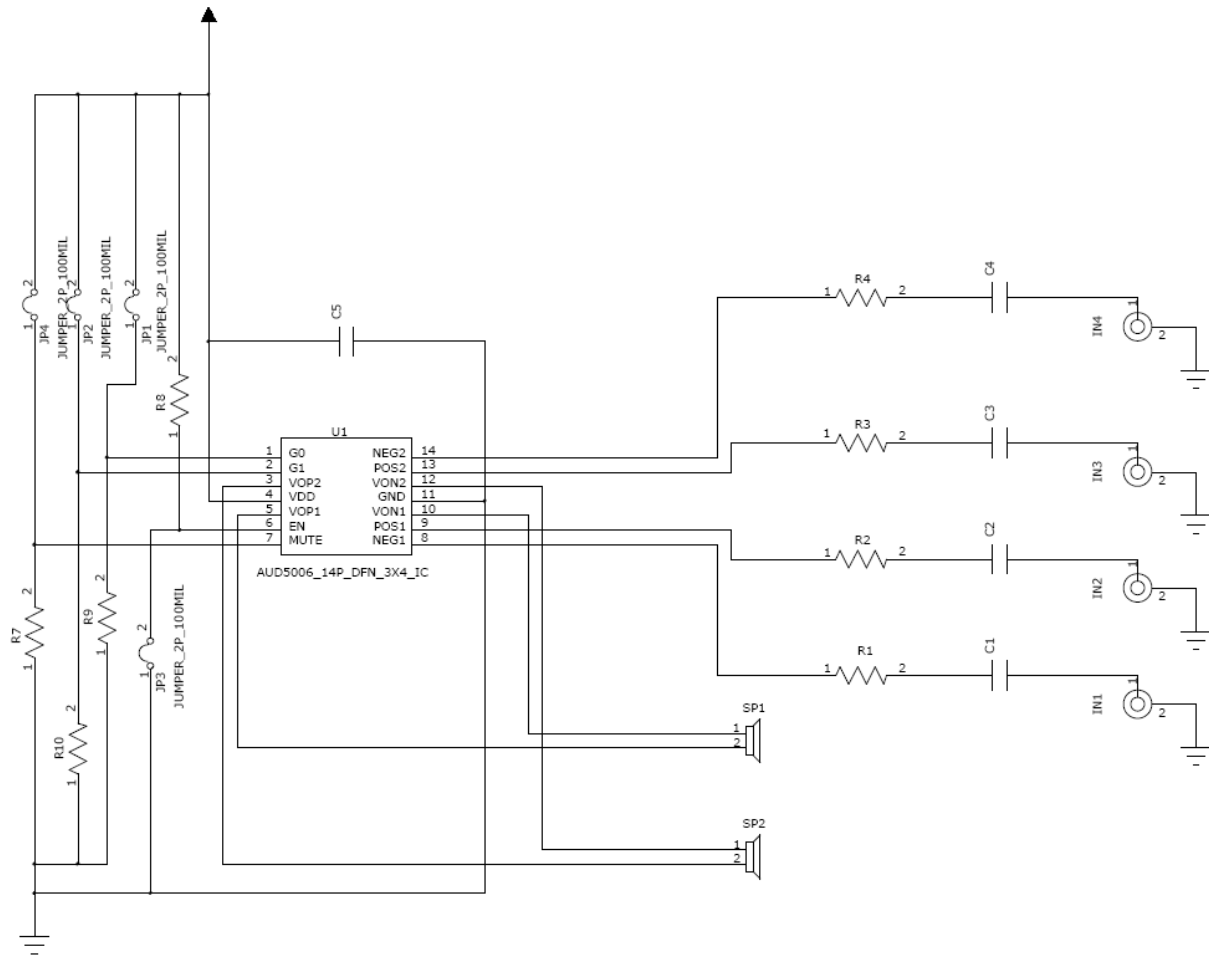 C4
R4
1
2
1
IN4
2
2
JUMPER_2P_100MIL
1
JP4
2
JUMPER_2P_100MIL
1
JP2
2
JUMPER_2P_100MIL
1
JP1
C5
2
R8
1
C3
R3
1
2
1
IN3
2
U1
1 G0 NEG2 14
2 G1 POS2 13
3 VOP2 VON2 12
4 VDD GND 11
5 VOP1 VON1 10
6 EN POS1 9
7 MUTE NEG1 8
AUD5006_14P_DFN_3X4_IC
C2
R2
1
2
1
IN2
2
2
R7
1
2
R9
1
2
JUMPER_2P_100MIL
1
JP3
C1
R1
1
2
1
IN1
2
2
R10
1
SP1
1
2
SP2
1
2